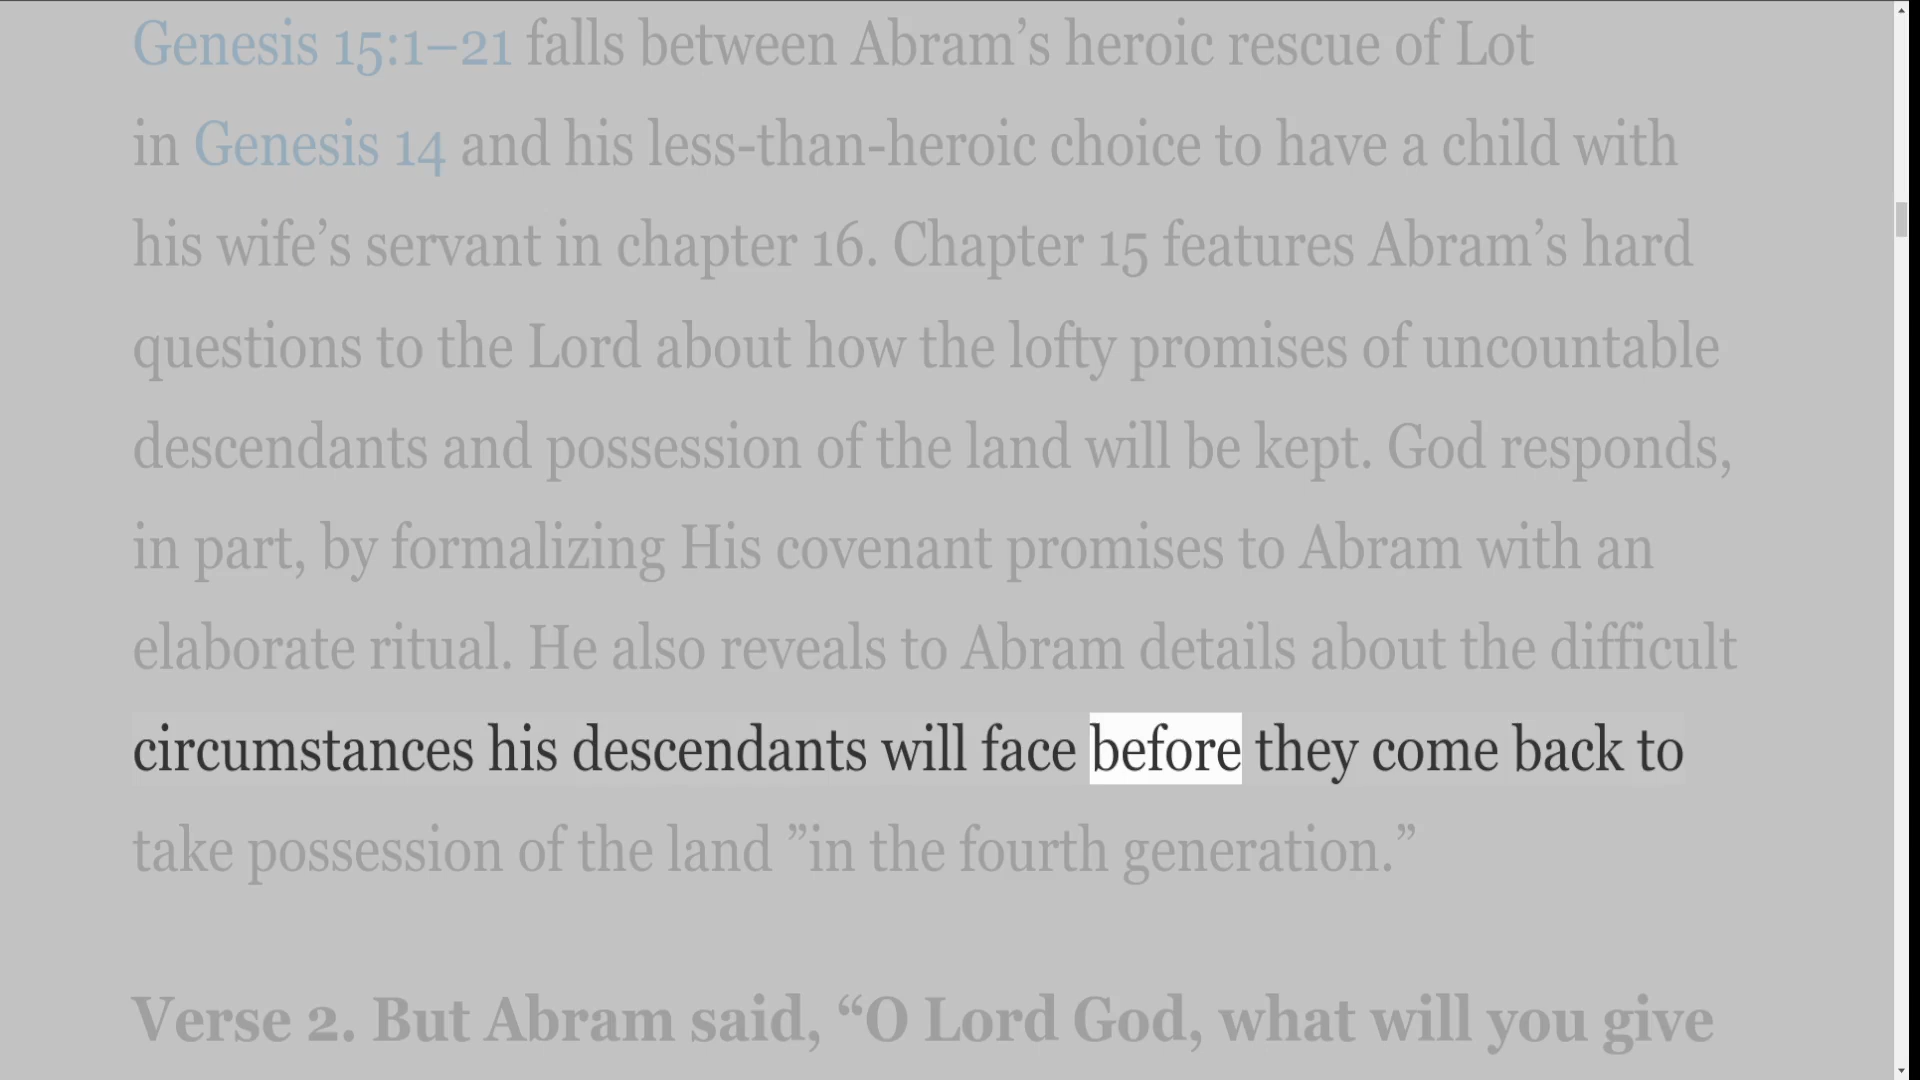 Genesis 15:1–21 falls between Abram’s heroic rescue of Lot
in Genesis 14 and his less-than-heroic choice to have a child with
his wife’s servant in chapter 16. Chapter 15 features Abram’s hard
questions to the Lord about how the lofty promises of uncountable
descendants and possession of the land will be kept. God responds,
in part, by formalizing His covenant promises to Abram with an
elaborate ritual. He also reveals to Abram details about the difficult
circumstances his descendants will face before they come back to
take possession of the land ”in the fourth generation.”
Verse 2. But Abram said, “O Lord God, what will you give